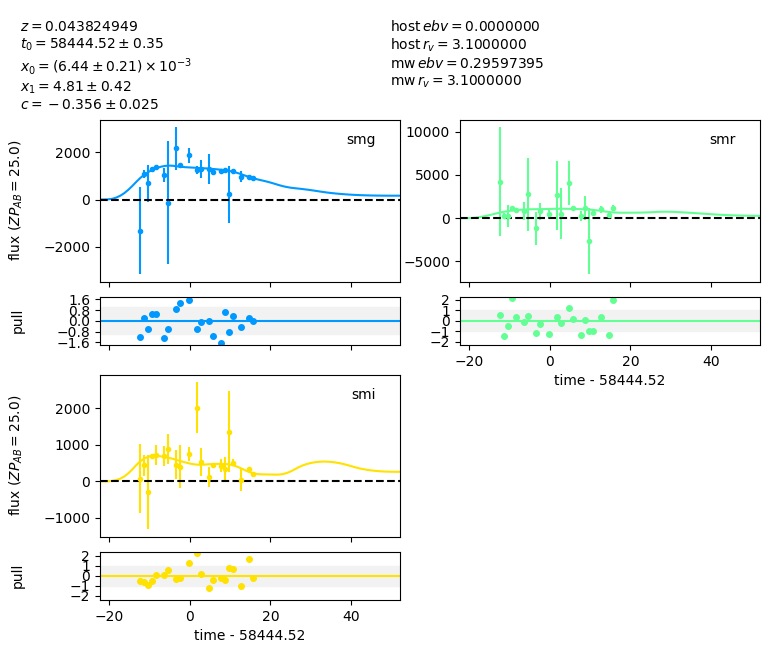 z = 0.043824949
t₀ = 58444.52 ± 0.35
x₀ = (6.44 ± 0.21) × 10⁻³
x₁ = 4.81 ± 0.42
c = −0.356 ± 0.025
host ebv = 0.0000000
host r_v = 3.1000000
mw ebv = 0.29597395
mw r_v = 3.1000000
flux (ZP_AB = 25.0)
2000
0
−2000
smg
10000
5000
0
−5000
smr
pull
1.6
0.8
0.0
−0.8
−1.6
2
1
0
−1
−2
−20
0
20
40
time - 58444.52
flux (ZP_AB = 25.0)
2000
1000
0
−1000
smi
pull
2
1
0
−1
−2
−20
0
20
40
time - 58444.52